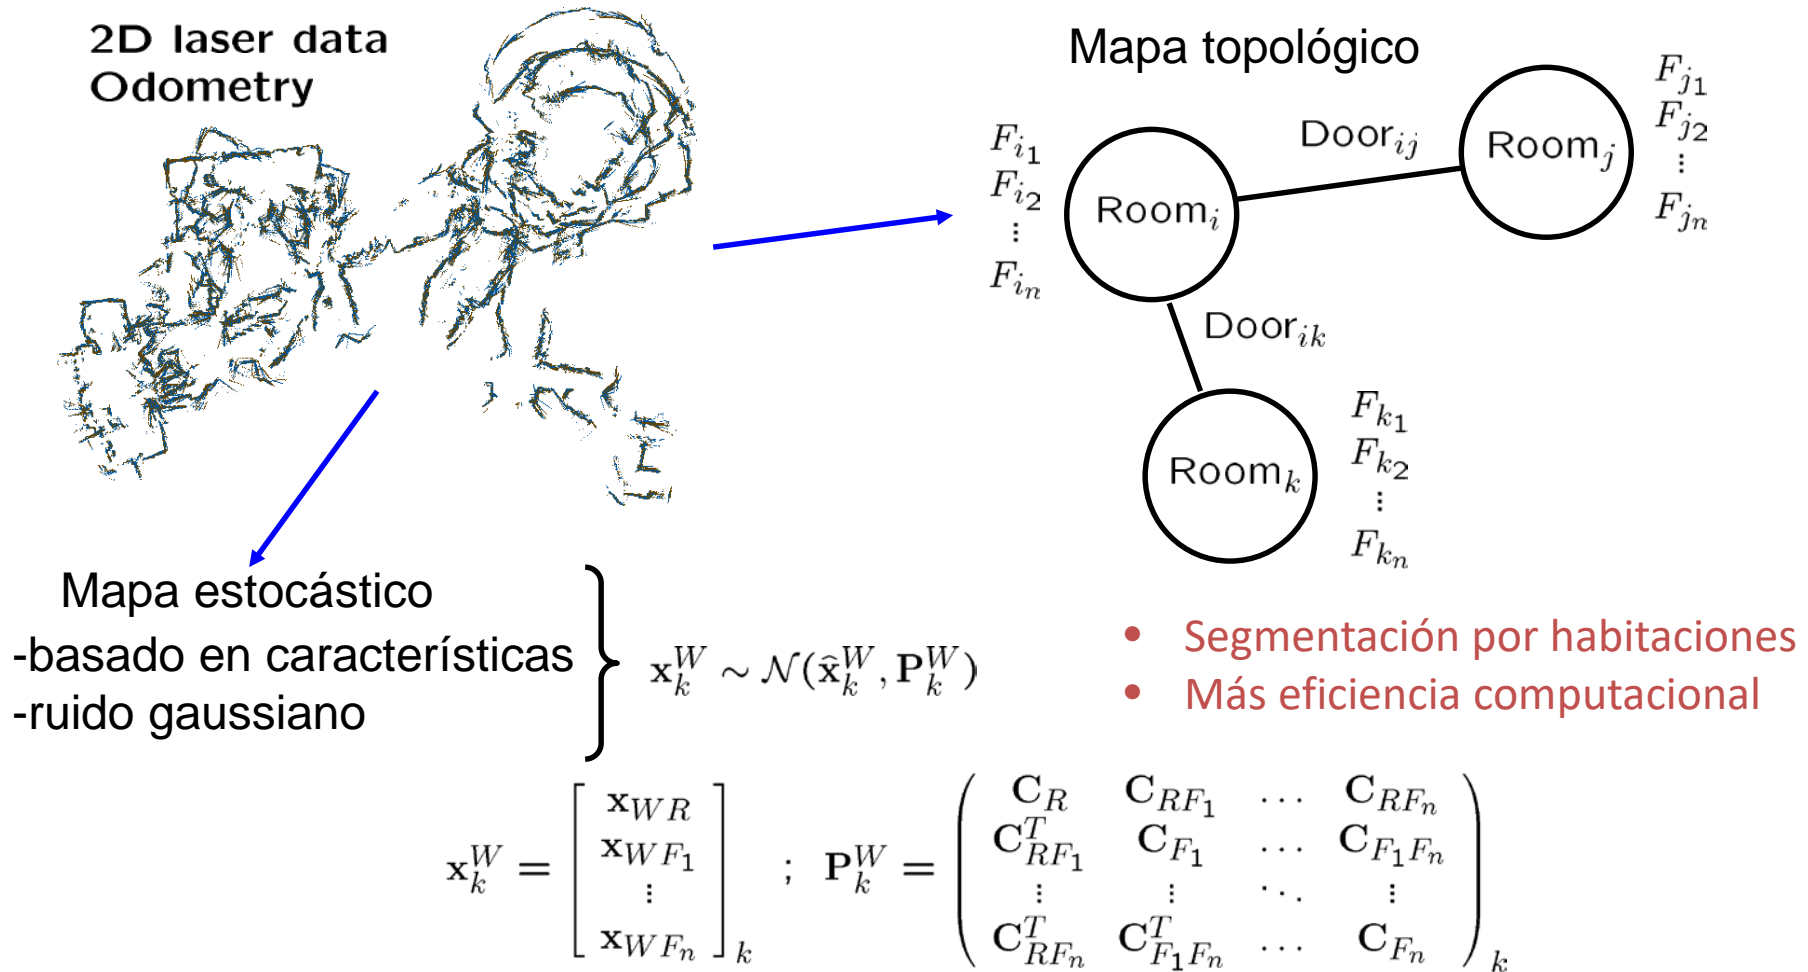 2D laser data
Odometry
Mapa topológico
F_{i_1}
F_{i_2}
⋮
F_{i_n}
Room_i
Door_{ij}
Room_j
F_{j_1}
F_{j_2}
⋮
F_{j_n}
Door_{ik}
Room_k
F_{k_1}
F_{k_2}
⋮
F_{k_n}
Mapa estocástico
-basado en características
-ruido gaussiano
x_k^W ∼ N(x̂_k^W, P_k^W)
• Segmentación por habitaciones
• Más eficiencia computacional
x_k^W = [ x_{WR} x_{WF_1} ⋮ x_{WF_n} ]_k ; P_k^W = ( C_R C_{RF_1} … C_{RF_n}
C_{RF_1}^T C_{F_1} … C_{F_1F_n}
⋮ ⋮ ⋱ ⋮
C_{RF_n}^T C_{F_1F_n}^T … C_{F_n} )_k